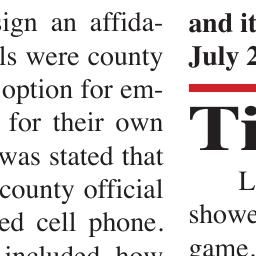 sign an affida-
ls were county
option for em-
for their own
was stated that
county official
ed cell phone.
included how
and it
July 2
Ti
L
showe
game.